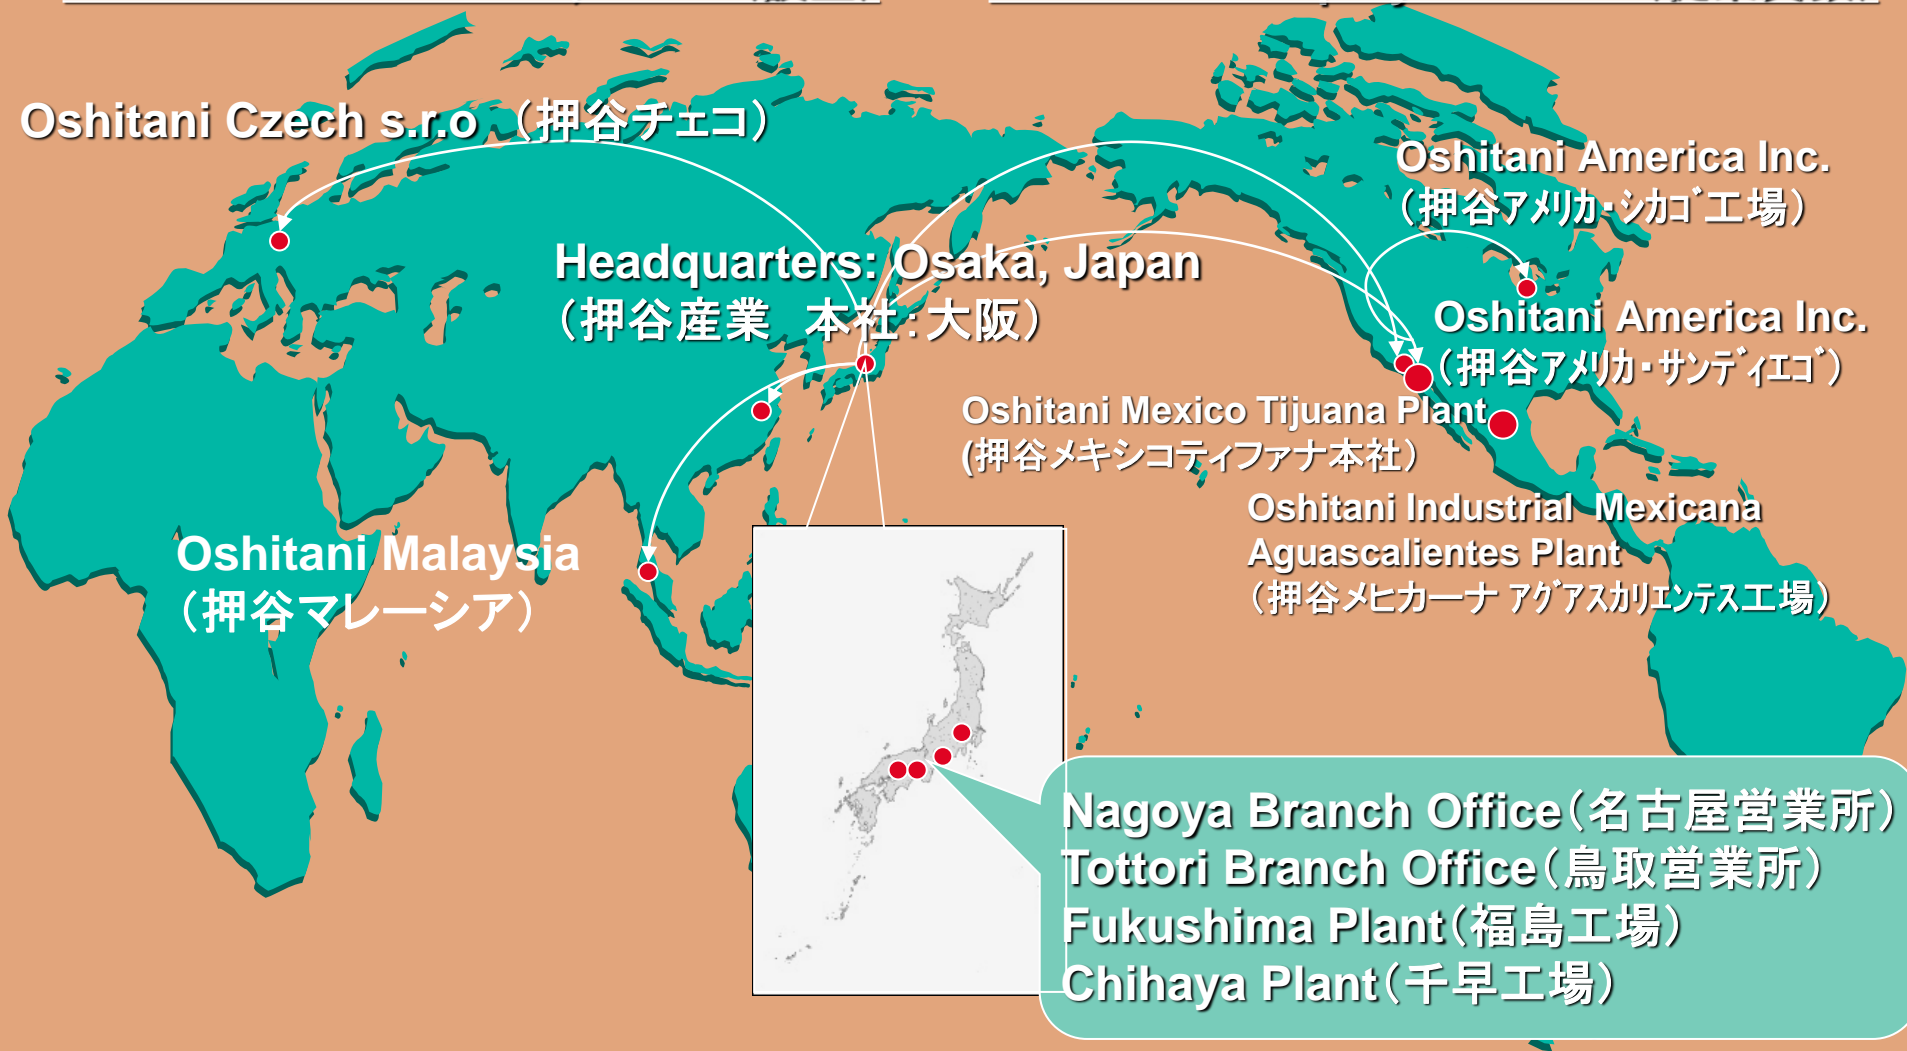 Oshitani Czech s.r.o （押谷チェコ）
Oshitani America Inc.
（押谷ｱﾒﾘｶ・ｼｶｺﾞ工場）
Headquarters: Osaka, Japan
（押谷産業　本社：大阪）
Oshitani America Inc.
（押谷ｱﾒﾘｶ・ｻﾝﾃﾞｨｴｺﾞ）
Oshitani Mexico Tijuana Plant
(押谷メキシコティファナ本社）
Oshitani Industrial Mexicana
Aguascalientes Plant
（押谷メヒカーナ ｱｸﾞｱｽｶﾘｴﾝﾃｽ工場）
Oshitani Malaysia
（押谷マレーシア）
Nagoya Branch Office（名古屋営業所）
Tottori Branch Office（鳥取営業所）
Fukushima Plant（福島工場）
Chihaya Plant（千早工場）